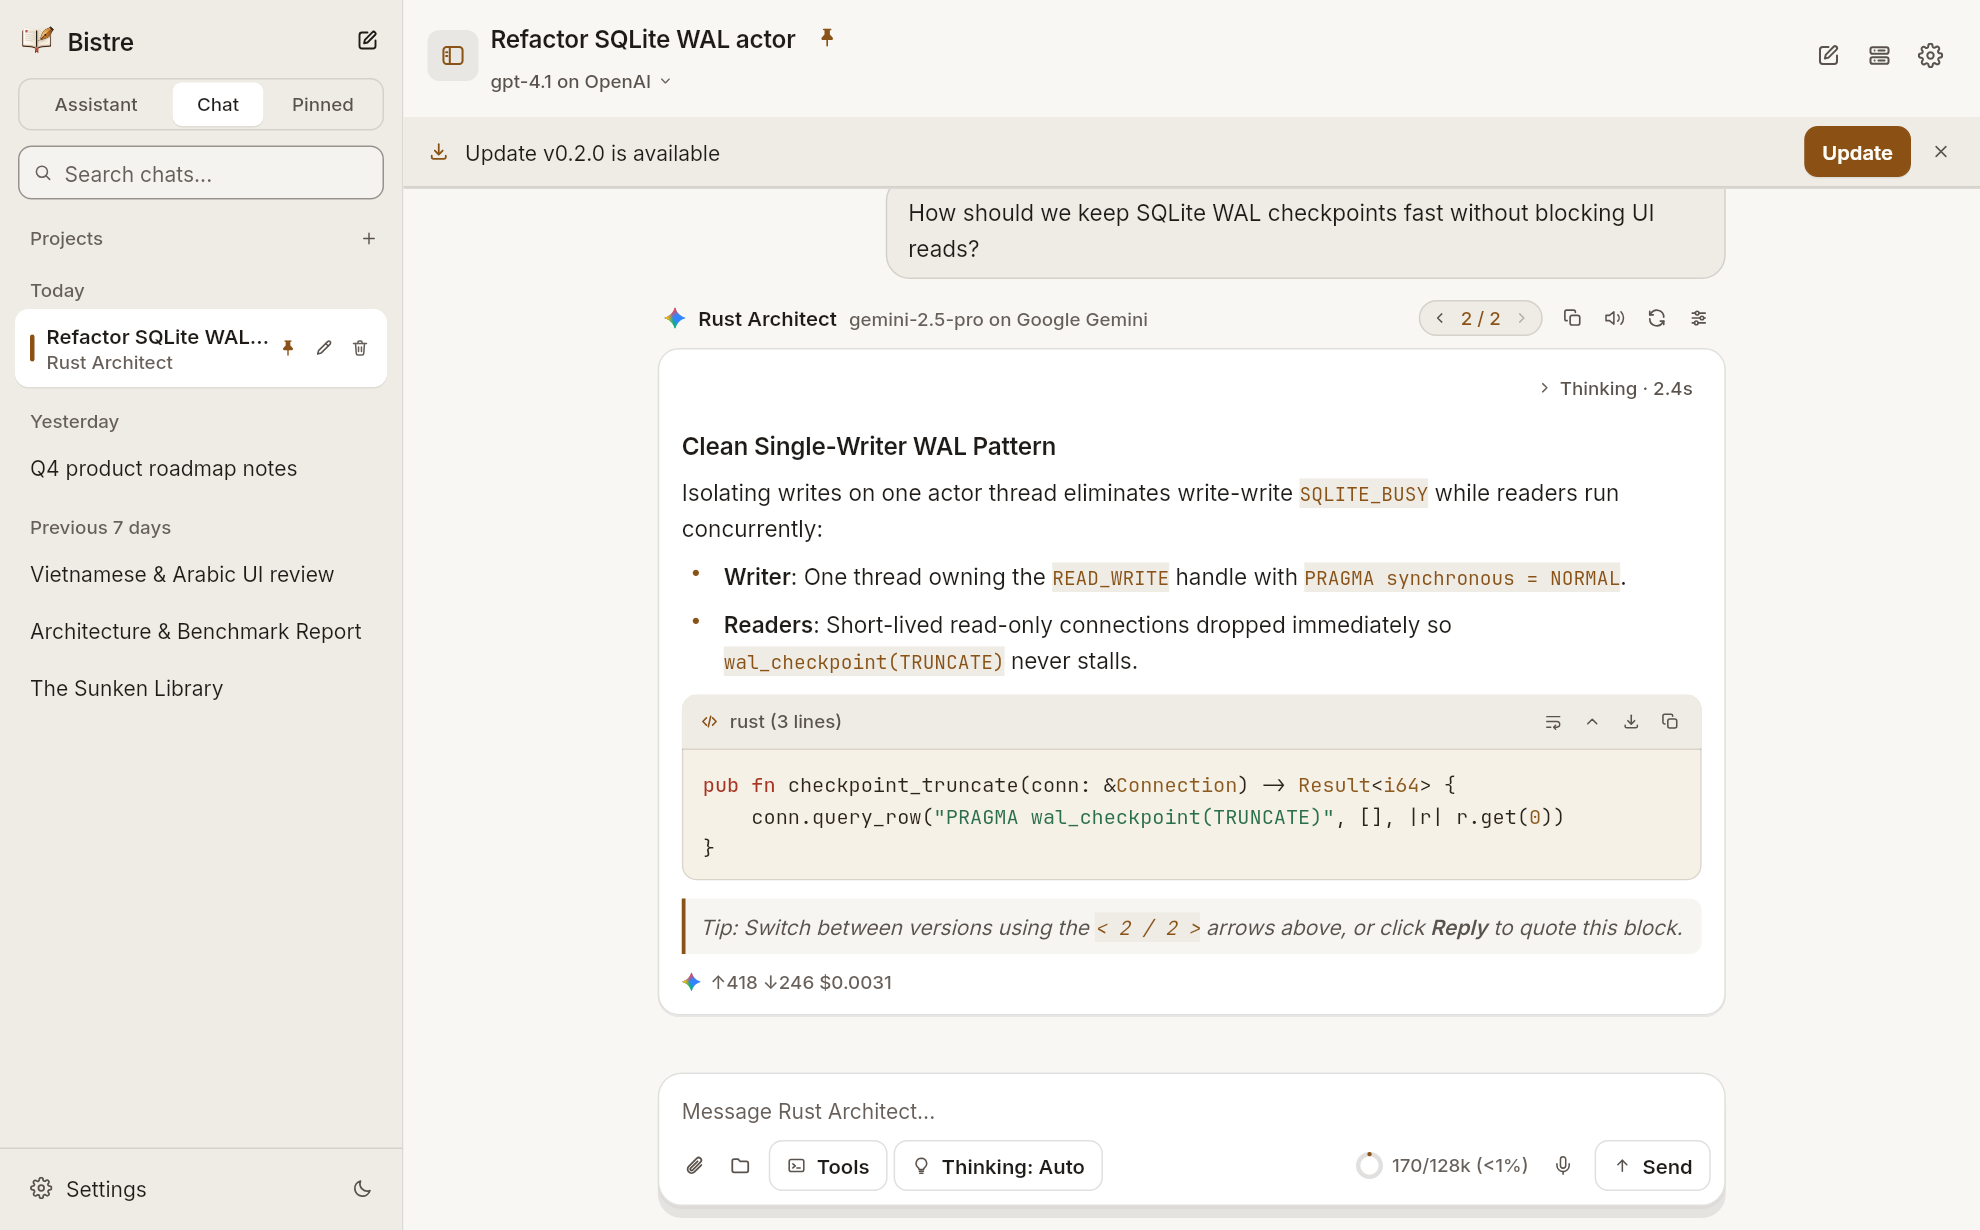 Bistre
Assistant
Chat
Pinned
Search chats...
Projects
Today
Refactor SQLite WAL...
Rust Architect
Yesterday
Q4 product roadmap notes
Previous 7 days
Vietnamese & Arabic UI review
Architecture & Benchmark Report
The Sunken Library
Settings
Refactor SQLite WAL actor
gpt-4.1 on OpenAI
Update v0.2.0 is available
Update
How should we keep SQLite WAL checkpoints fast without blocking UI
reads?
Rust Architect gemini-2.5-pro on Google Gemini
2 / 2
Thinking · 2.4s
Clean Single-Writer WAL Pattern
Isolating writes on one actor thread eliminates write-write SQLITE_BUSY while readers run
concurrently:
• Writer: One thread owning the READ_WRITE handle with PRAGMA synchronous = NORMAL.
• Readers: Short-lived read-only connections dropped immediately so
wal_checkpoint(TRUNCATE) never stalls.
rust (3 lines)
pub fn checkpoint_truncate(conn: &Connection) -> Result<i64> {
    conn.query_row("PRAGMA wal_checkpoint(TRUNCATE)", [], |r| r.get(0))
}
Tip: Switch between versions using the < 2 / 2 > arrows above, or click Reply to quote this block.
↑418 ↓246 $0.0031
Message Rust Architect...
Tools
Thinking: Auto
170/128k (<1%)
Send